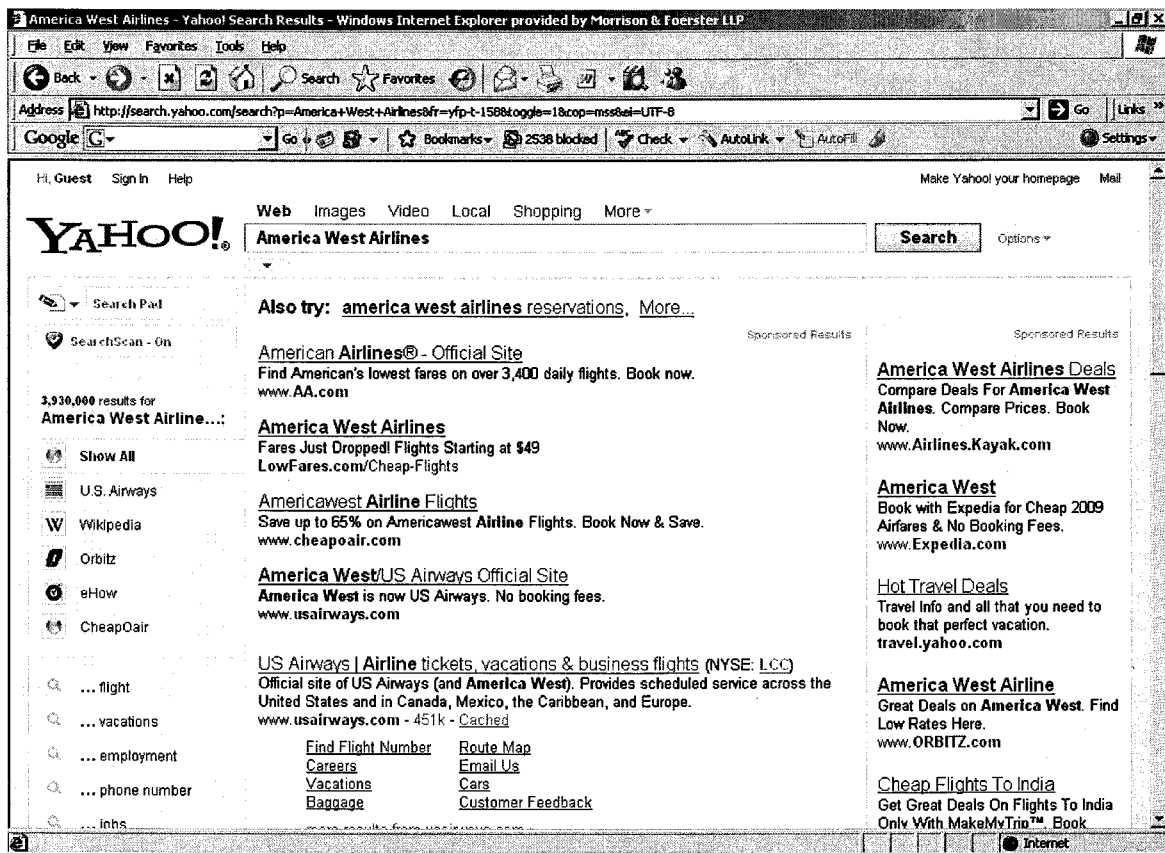 America West Airlines - Yahoo! Search Results - Windows Internet Explorer provided by Morrison & Foerster LLP
File Edit View Favorites Tools Help
Back Search Favorites
Address http://search.yahoo.com/search?p=America+West+Airlines&fr=yfp-t-158&toggle=1&cop=mss&ei=UTF-8 Go Links »
Google G Go Bookmarks 2538 blocked Check AutoLink AutoFill Settings
Hi, Guest Sign In Help Make Yahoo! your homepage Mail
Web Images Video Local Shopping More
YAHOO!® America West Airlines Search Options
Search Pad
SearchScan - On
3,930,000 results for
America West Airline...:
Show All
U.S. Airways
Wikipedia
Orbitz
eHow
CheapOair
... flight
... vacations
... employment
... phone number
... jobs
Also try: america west airlines reservations, More...
Sponsored Results
American Airlines® - Official Site
Find American's lowest fares on over 3,400 daily flights. Book now.
www.AA.com
America West Airlines
Fares Just Dropped! Flights Starting at $49
LowFares.com/Cheap-Flights
Americawest Airline Flights
Save up to 65% on Americawest Airline Flights. Book Now & Save.
www.cheapoair.com
America West/US Airways Official Site
America West is now US Airways. No booking fees.
www.usairways.com
US Airways | Airline tickets, vacations & business flights (NYSE: LCC)
Official site of US Airways (and America West). Provides scheduled service across the
United States and in Canada, Mexico, the Caribbean, and Europe.
www.usairways.com - 451k - Cached
Find Flight Number Route Map
Careers Email Us
Vacations Cars
Baggage Customer Feedback
more results from usairways.com
Sponsored Results
America West Airlines Deals
Compare Deals For America West
Airlines. Compare Prices. Book
Now.
www.Airlines.Kayak.com
America West
Book with Expedia for Cheap 2009
Airfares & No Booking Fees.
www.Expedia.com
Hot Travel Deals
Travel Info and all that you need to
book that perfect vacation.
travel.yahoo.com
America West Airline
Great Deals on America West. Find
Low Rates Here.
www.ORBITZ.com
Cheap Flights To India
Get Great Deals On Flights To India
Only With MakeMyTrip™. Book
Internet